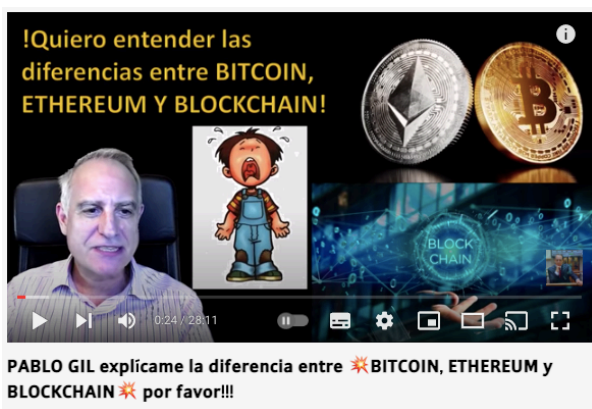 !Quiero entender las
diferencias entre BITCOIN,
ETHEREUM Y BLOCKCHAIN!
BLOCK
CHAIN
0:24 / 28:11
PABLO GIL explícame la diferencia entre 💥BITCOIN, ETHEREUM y
BLOCKCHAIN💥 por favor!!!